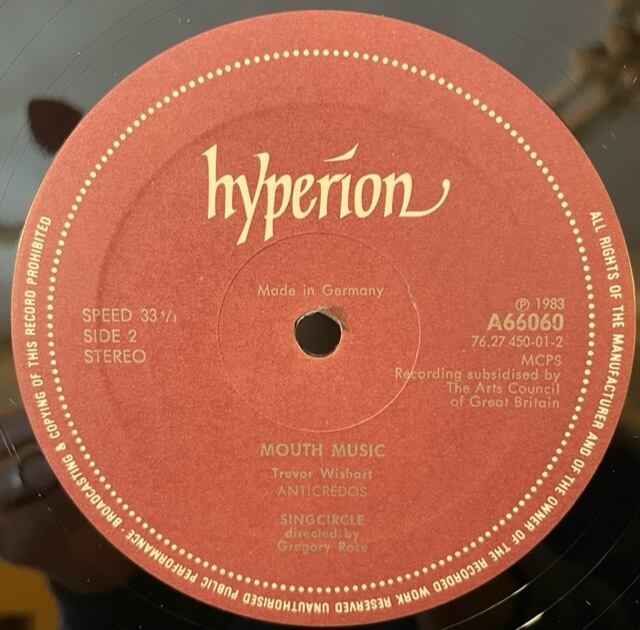 hyperion
Made in Germany
SPEED 33 1/3
SIDE 2
STEREO
℗ 1983
A66060
76.27 450-01-2
MCPS
Recording subsidised by
The Arts Council
of Great Britain
MOUTH MUSIC
Trevor Wishart
ANTICREDOS
SINGCIRCLE
directed by
Gregory Rose
ALL RIGHTS OF THE MANUFACTURER AND OF THE OWNER OF THE RECORDED WORK RESERVED UNAUTHORISED PUBLIC PERFORMANCE BROADCASTING & COPYING OF THIS RECORD PROHIBITED